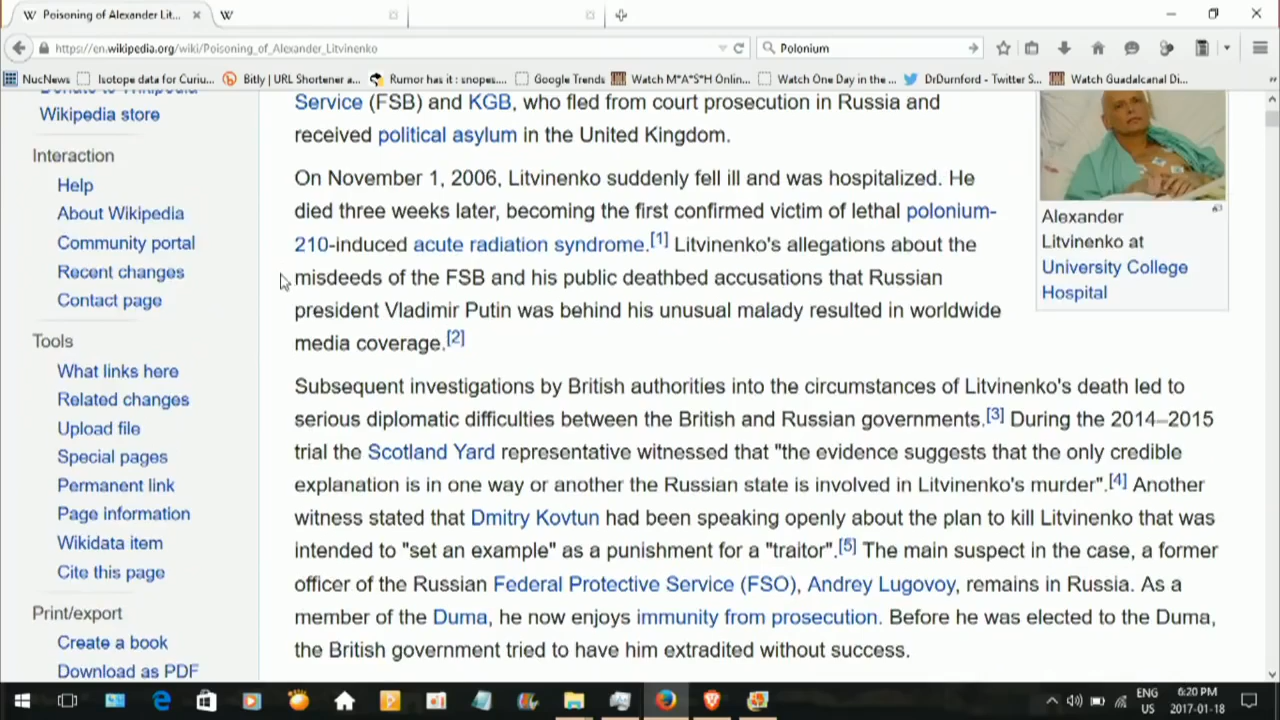 Poisoning of Alexander Lit...
https://en.wikipedia.org/wiki/Poisoning_of_Alexander_Litvinenko
Polonium
NucNews
Isotope data for Curiu...
Bitly | URL Shortener a...
Rumor has it : snopes....
Google Trends
Watch M*A*S*H Onlin...
Watch One Day in the ...
DrDurnford - Twitter S...
Watch Guadalcanal Di...
Donate to Wikipedia
Wikipedia store
Interaction
Help
About Wikipedia
Community portal
Recent changes
Contact page
Tools
What links here
Related changes
Upload file
Special pages
Permanent link
Page information
Wikidata item
Cite this page
Print/export
Create a book
Download as PDF
Service (FSB) and KGB, who fled from court prosecution in Russia and
received political asylum in the United Kingdom.
On November 1, 2006, Litvinenko suddenly fell ill and was hospitalized. He
died three weeks later, becoming the first confirmed victim of lethal polonium-
210-induced acute radiation syndrome.[1] Litvinenko's allegations about the
misdeeds of the FSB and his public deathbed accusations that Russian
president Vladimir Putin was behind his unusual malady resulted in worldwide
media coverage.[2]
Subsequent investigations by British authorities into the circumstances of Litvinenko's death led to
serious diplomatic difficulties between the British and Russian governments.[3] During the 2014–2015
trial the Scotland Yard representative witnessed that "the evidence suggests that the only credible
explanation is in one way or another the Russian state is involved in Litvinenko's murder".[4] Another
witness stated that Dmitry Kovtun had been speaking openly about the plan to kill Litvinenko that was
intended to "set an example" as a punishment for a "traitor".[5] The main suspect in the case, a former
officer of the Russian Federal Protective Service (FSO), Andrey Lugovoy, remains in Russia. As a
member of the Duma, he now enjoys immunity from prosecution. Before he was elected to the Duma,
the British government tried to have him extradited without success.
Alexander
Litvinenko at
University College
Hospital
ENG
US
6:20 PM
2017-01-18